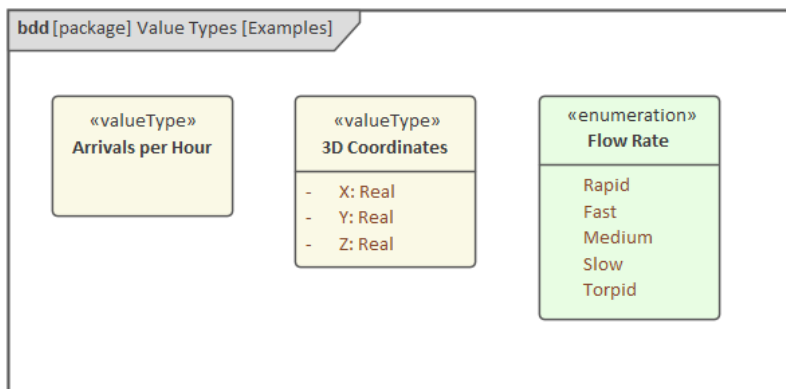 bdd [package] Value Types [Examples]
«valueType»
Arrivals per Hour
«valueType»
3D Coordinates
- X: Real
- Y: Real
- Z: Real
«enumeration»
Flow Rate
Rapid
Fast
Medium
Slow
Torpid